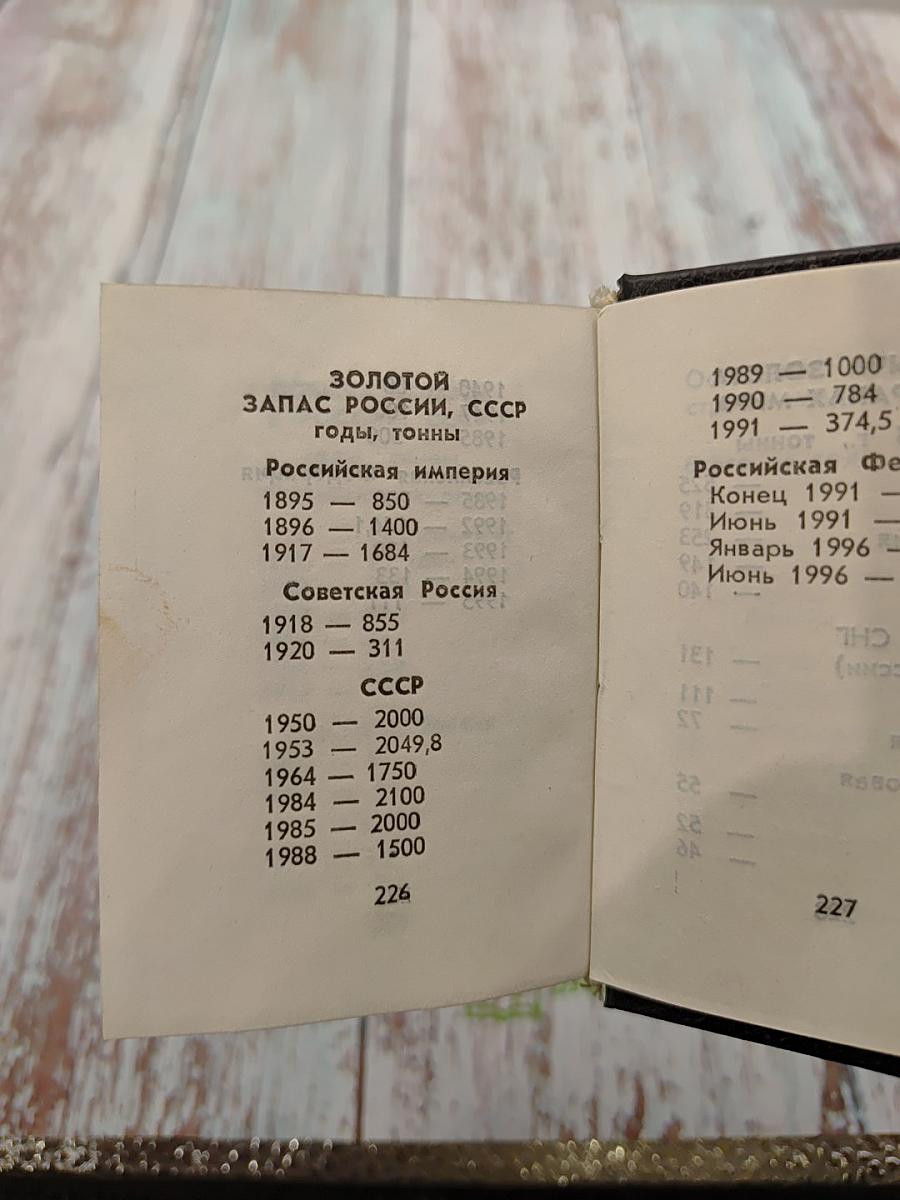 ЗОЛОТОЙ
ЗАПАС РОССИИ, СССР
годы, тонны
Российская империя
1895 — 850
1896 — 1400
1917 — 1684
Советская Россия
1918 — 855
1920 — 311
СССР
1950 — 2000
1953 — 2049,8
1964 — 1750
1984 — 2100
1985 — 2000
1988 — 1500
226
1989 — 1000
1990 — 784
1991 — 374,5
Российская Фе
Конец 1991 —
Июнь 1991 —
Январь 1996 —
Июнь 1996 —
227